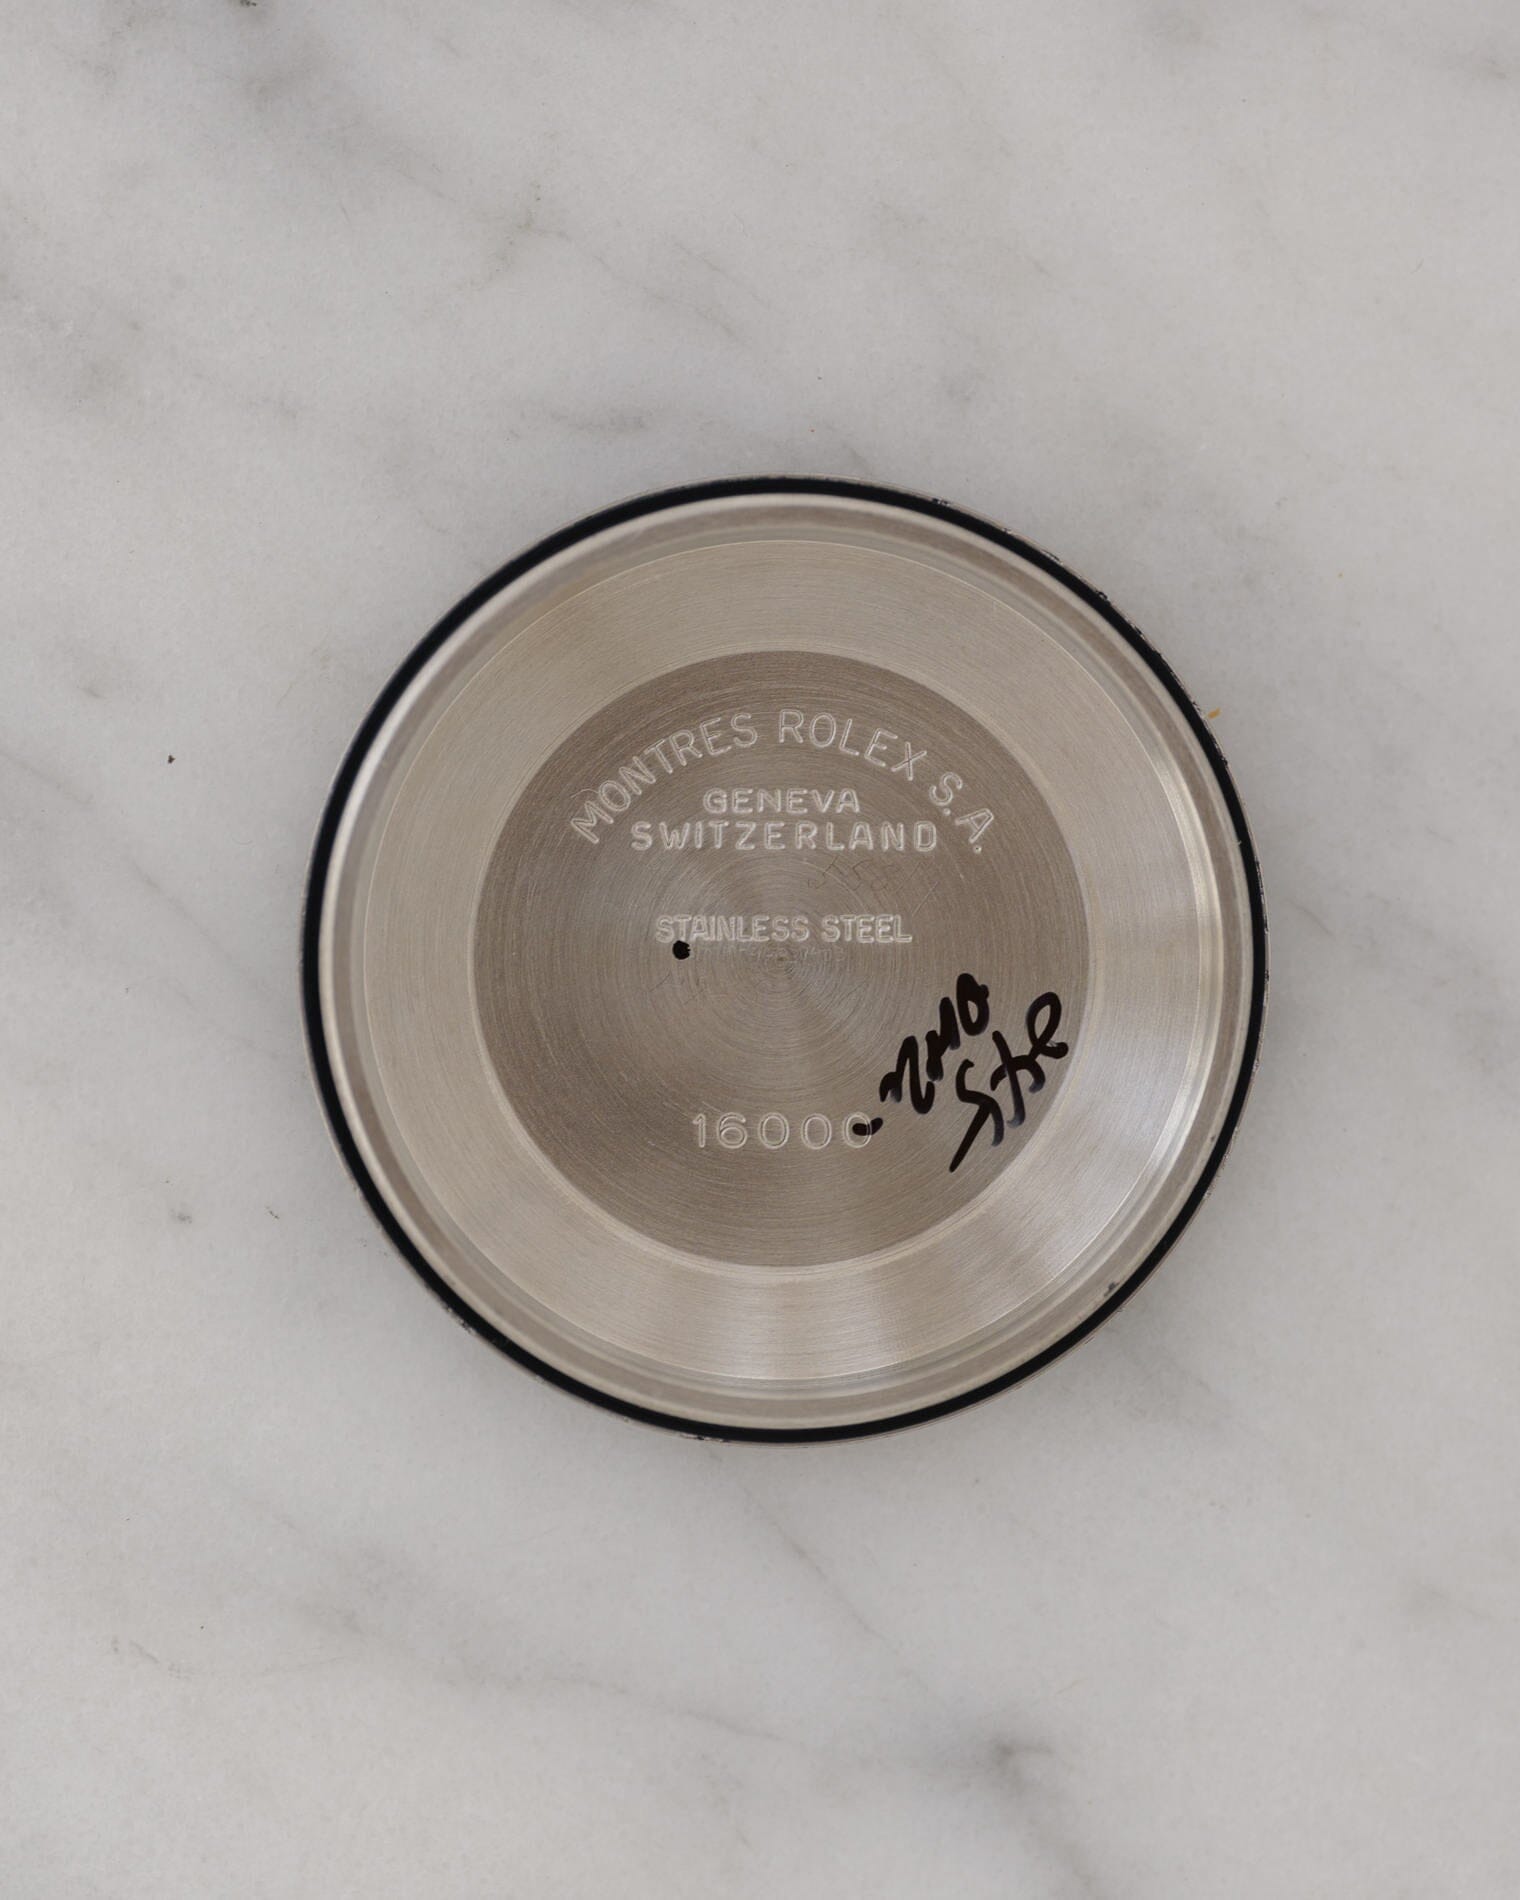 MONTRES ROLEX S.A.
GENEVA
SWITZERLAND
STAINLESS STEEL
16000